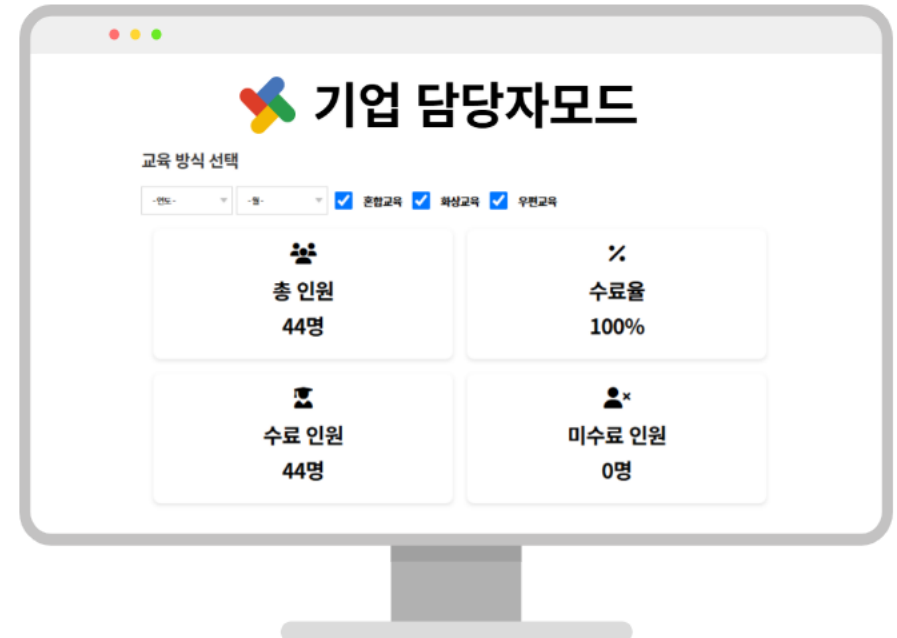 기업 담당자모드
교육 방식 선택
-연도- -월- 혼합교육 화상교육 우편교육
총 인원
44명
수료율
100%
수료 인원
44명
미수료 인원
0명